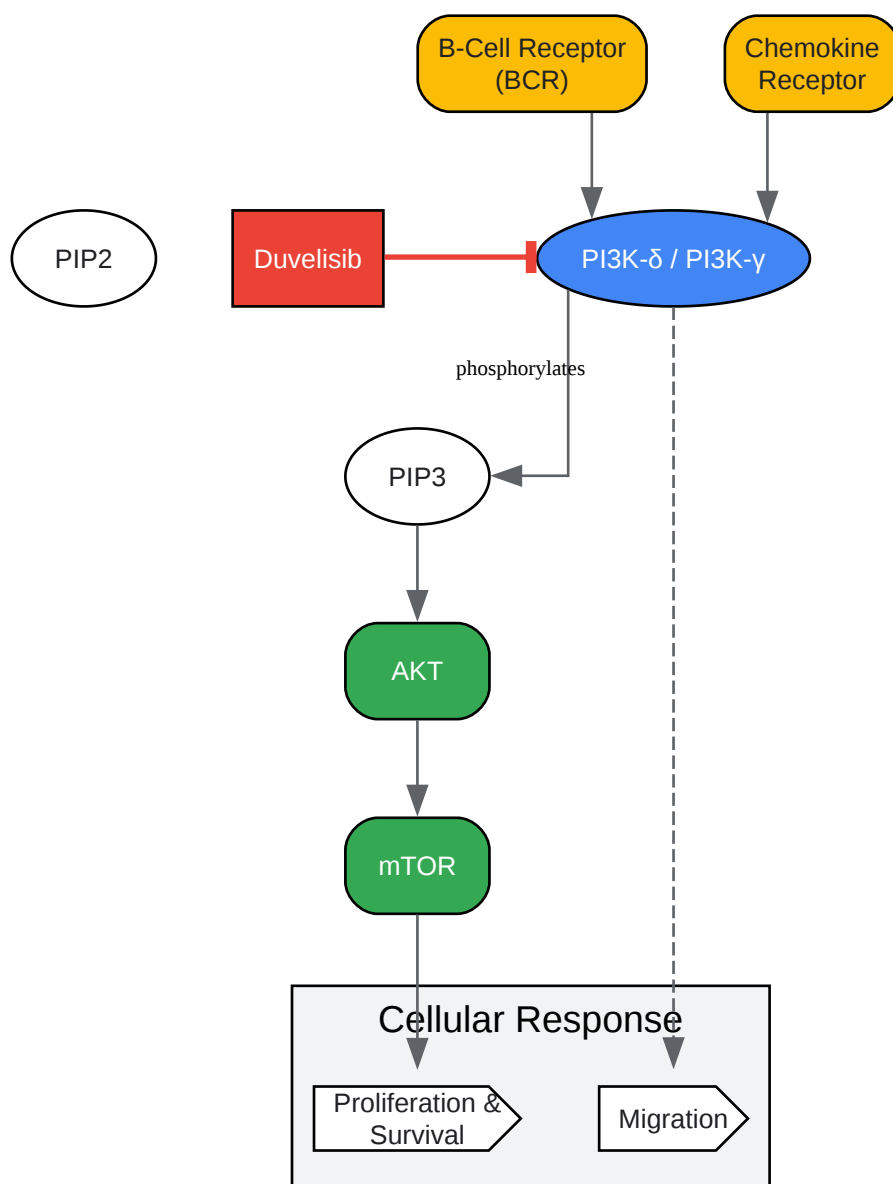 B-Cell Receptor
(BCR)
Chemokine
Receptor
PIP2
Duvelisib
PI3K-δ / PI3K-γ
phosphorylates
PIP3
AKT
mTOR
Cellular Response
Proliferation &
Survival
Migration